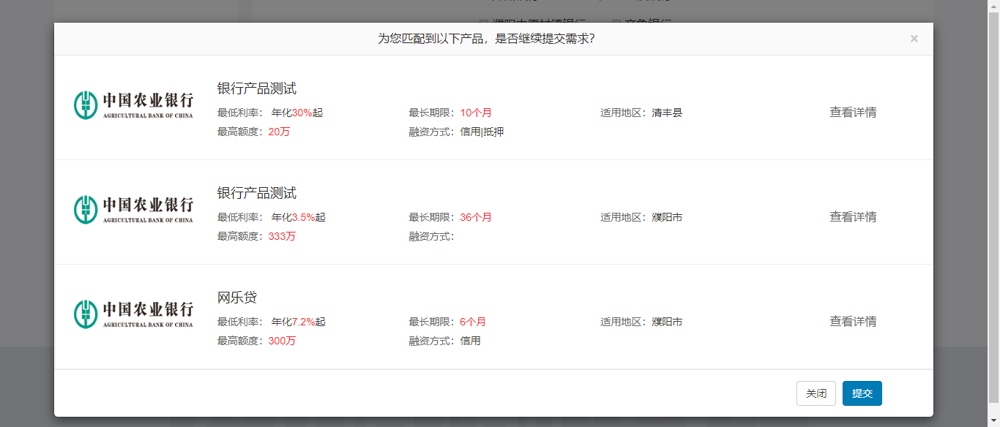 为您匹配到以下产品，是否继续提交需求?
×
中国农业银行
AGRICULTURAL BANK OF CHINA
银行产品测试
最低利率： 年化30%起
最长期限：10个月
适用地区：清丰县
查看详情
最高额度：20万
融资方式：信用|抵押
中国农业银行
AGRICULTURAL BANK OF CHINA
银行产品测试
最低利率： 年化3.5%起
最长期限：36个月
适用地区：濮阳市
查看详情
最高额度：333万
融资方式：
中国农业银行
AGRICULTURAL BANK OF CHINA
网乐贷
最低利率： 年化7.2%起
最长期限：6个月
适用地区：濮阳市
查看详情
最高额度：300万
融资方式：信用
关闭
提交